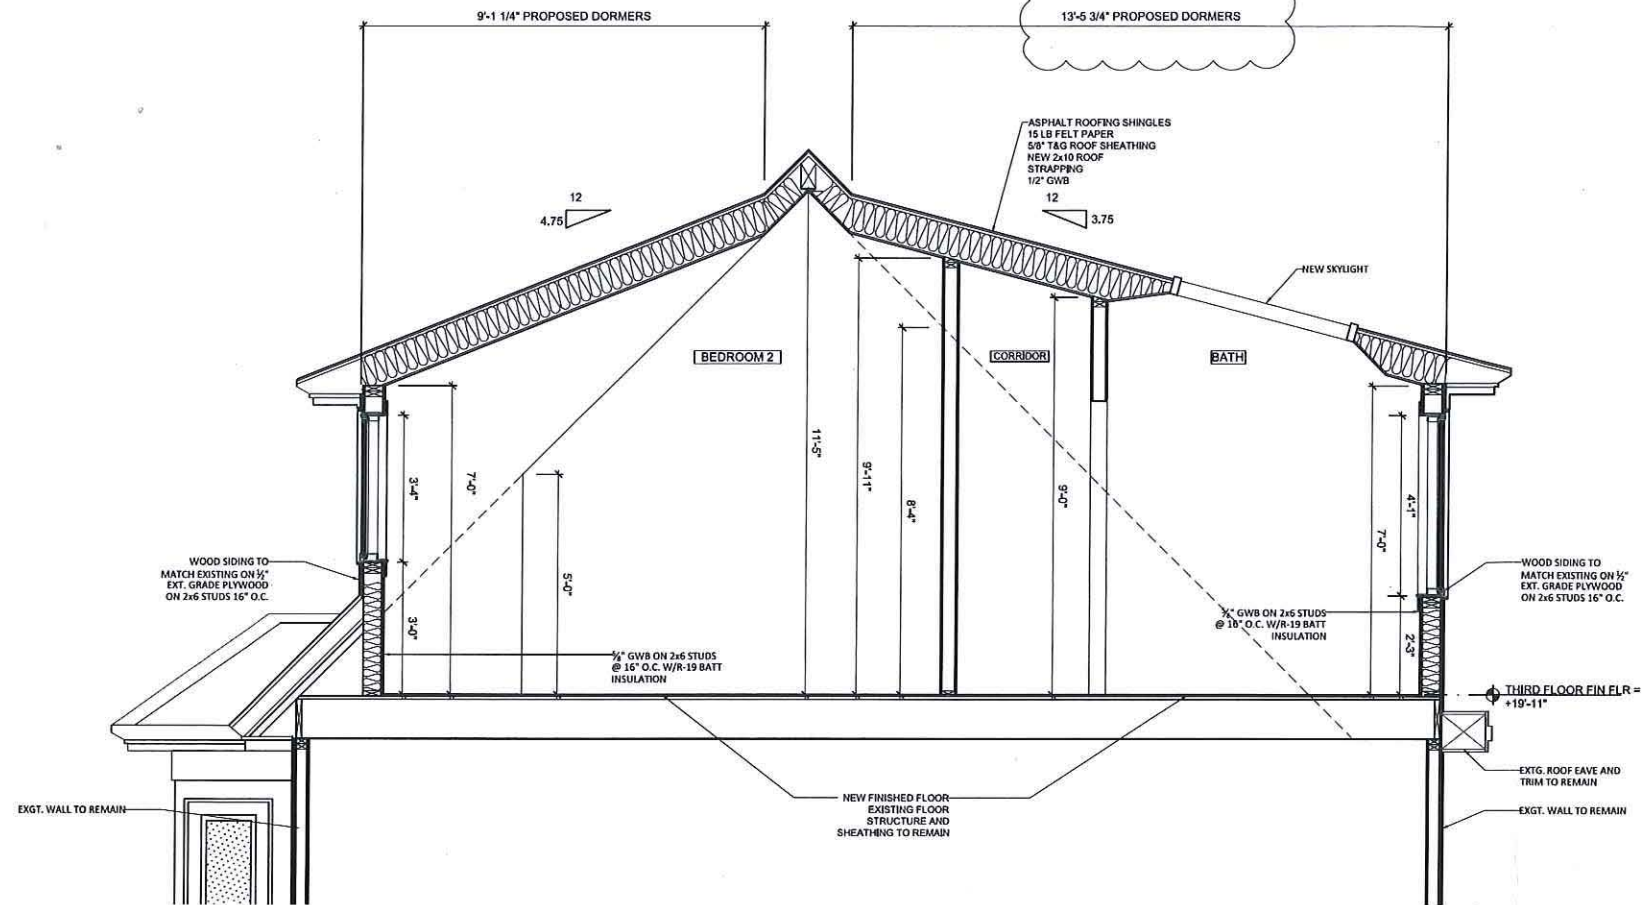 9'-1 1/4" PROPOSED DORMERS
13'-5 3/4" PROPOSED DORMERS
ASPHALT ROOFING SHINGLES
15 LB FELT PAPER
5/8" T&G ROOF SHEATHING
NEW 2x10 ROOF
STRAPPING
1/2" GWB
12
4.75
12
3.75
NEW SKYLIGHT
BEDROOM 2
CORRIDOR
BATH
11'-5"
9'-11"
8'-4"
9'-0"
7'-0"
3'-4"
5'-0"
3'-0"
4'-1"
7'-0"
2'-3"
WOOD SIDING TO
MATCH EXISTING ON ½"
EXT. GRADE PLYWOOD
ON 2x6 STUDS 16" O.C.
WOOD SIDING TO
MATCH EXISTING ON ½"
EXT. GRADE PLYWOOD
ON 2x6 STUDS 16" O.C.
GWB ON 2x6 STUDS
@ 16" O.C. W/R-19 BATT
INSULATION
GWB ON 2x6 STUDS
@ 16" O.C. W/R-19 BATT
INSULATION
THIRD FLOOR FIN FLR =
+19'-11"
EXTG. ROOF EAVE AND
TRIM TO REMAIN
EXGT. WALL TO REMAIN
NEW FINISHED FLOOR
EXISTING FLOOR
STRUCTURE AND
SHEATHING TO REMAIN
EXGT. WALL TO REMAIN